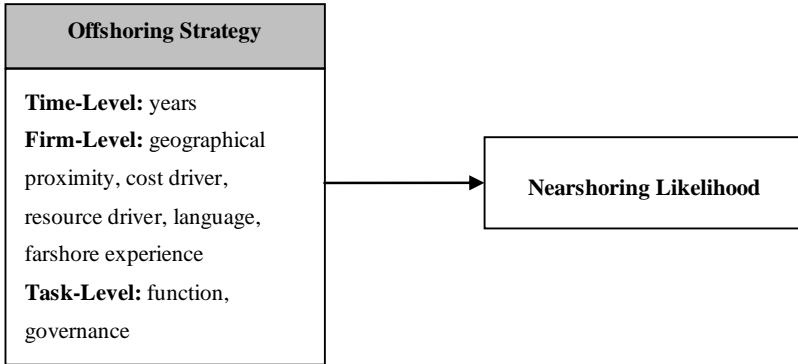 Offshoring Strategy
Time-Level: years
Firm-Level: geographical
proximity, cost driver,
resource driver, language,
farshore experience
Task-Level: function,
governance
Nearshoring Likelihood